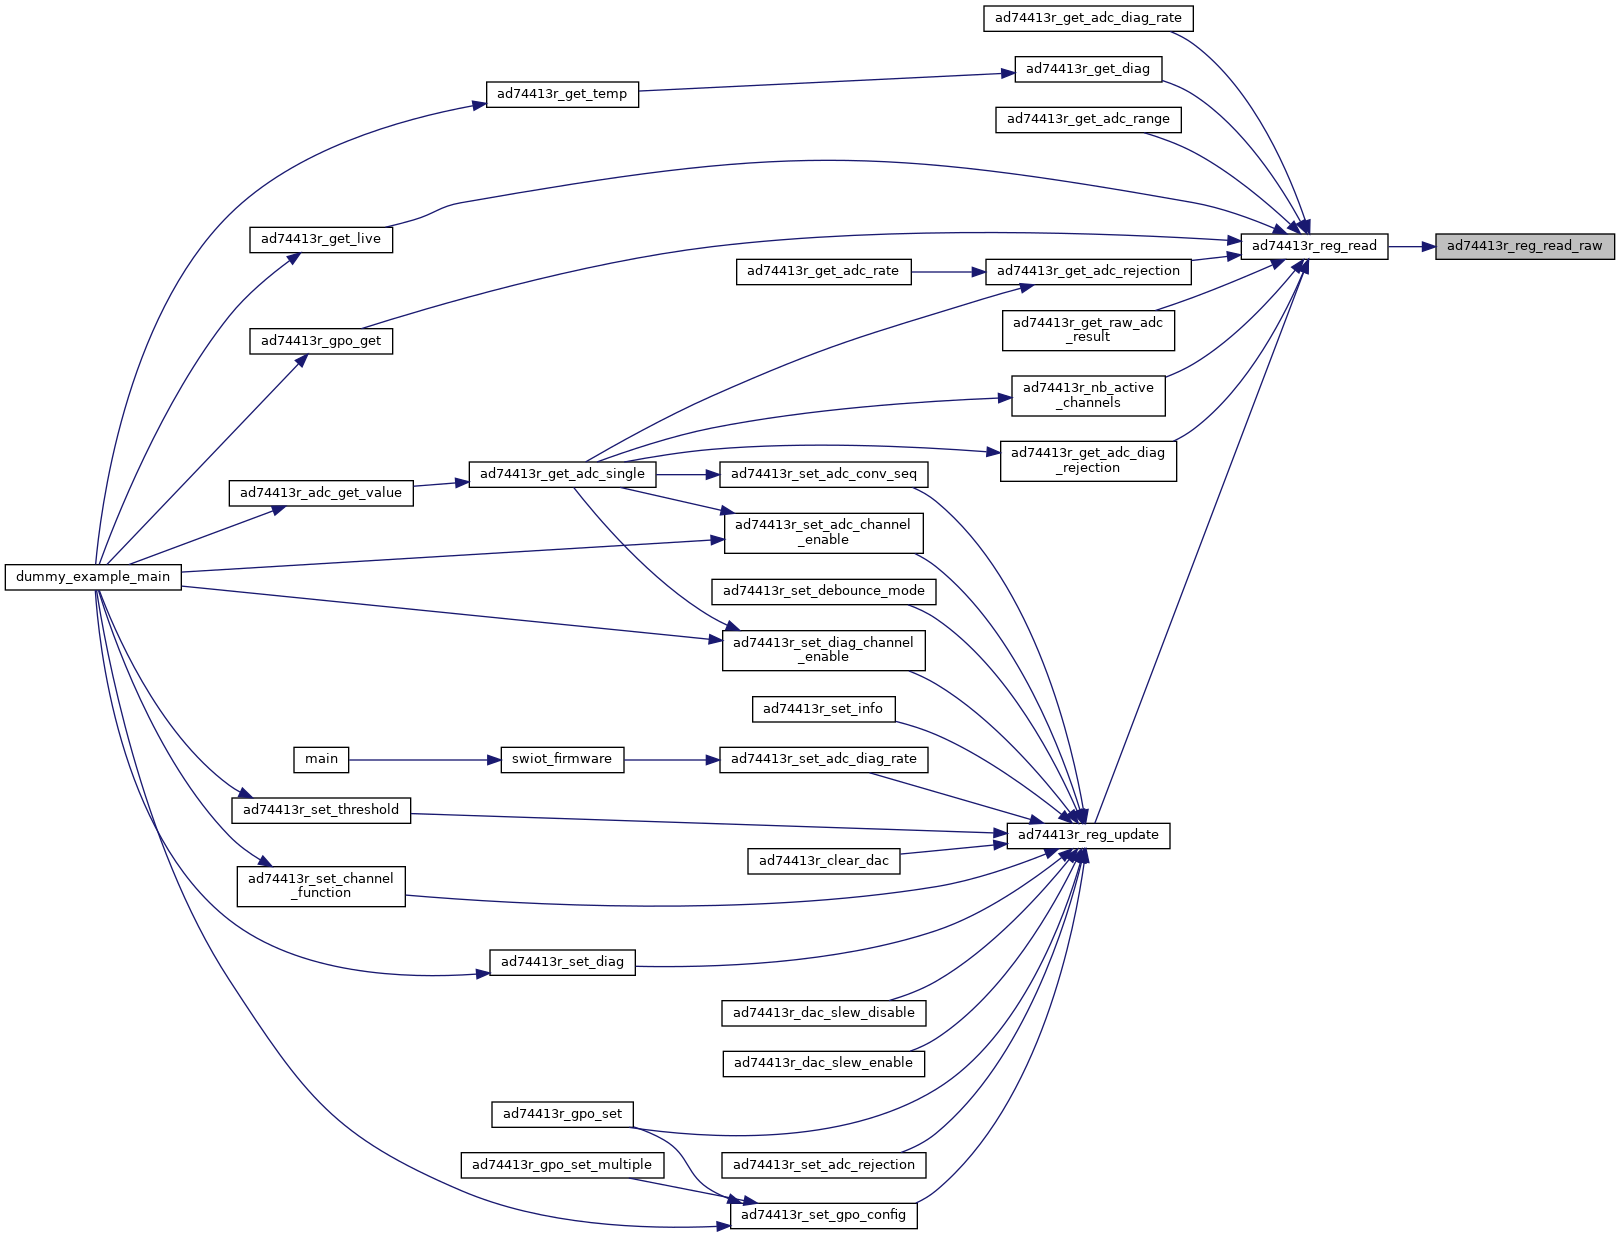 ad74413r_get_adc_diag_rate
ad74413r_get_diag
ad74413r_get_temp
ad74413r_get_adc_range
ad74413r_get_live
ad74413r_reg_read
ad74413r_reg_read_raw
ad74413r_get_adc_rate
ad74413r_get_adc_rejection
ad74413r_get_raw_adc
_result
ad74413r_gpo_get
ad74413r_nb_active
_channels
ad74413r_get_adc_diag
_rejection
ad74413r_get_adc_single
ad74413r_set_adc_conv_seq
ad74413r_adc_get_value
ad74413r_set_adc_channel
_enable
dummy_example_main
ad74413r_set_debounce_mode
ad74413r_set_diag_channel
_enable
ad74413r_set_info
main
swiot_firmware
ad74413r_set_adc_diag_rate
ad74413r_set_threshold
ad74413r_reg_update
ad74413r_clear_dac
ad74413r_set_channel
_function
ad74413r_set_diag
ad74413r_dac_slew_disable
ad74413r_dac_slew_enable
ad74413r_gpo_set
ad74413r_gpo_set_multiple
ad74413r_set_adc_rejection
ad74413r_set_gpo_config